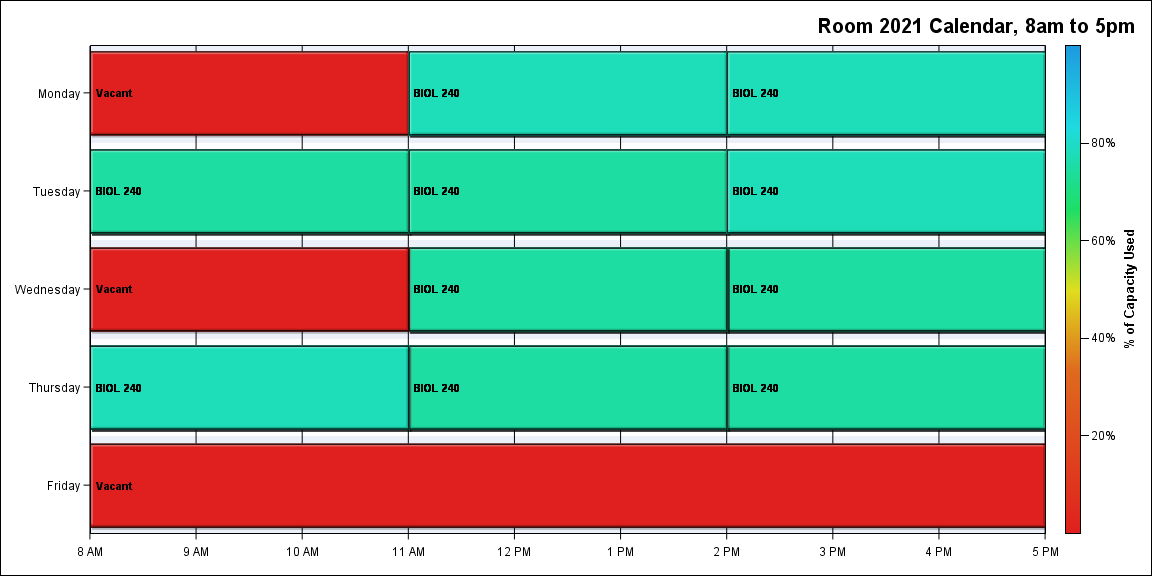 Room 2021 Calendar, 8am to 5pm
Monday
Vacant
BIOL 240
BIOL 240
Tuesday
BIOL 240
BIOL 240
BIOL 240
Wednesday
Vacant
BIOL 240
BIOL 240
Thursday
BIOL 240
BIOL 240
BIOL 240
Friday
Vacant
8 AM
9 AM
10 AM
11 AM
12 PM
1 PM
2 PM
3 PM
4 PM
5 PM
80%
60%
40%
20%
% of Capacity Used